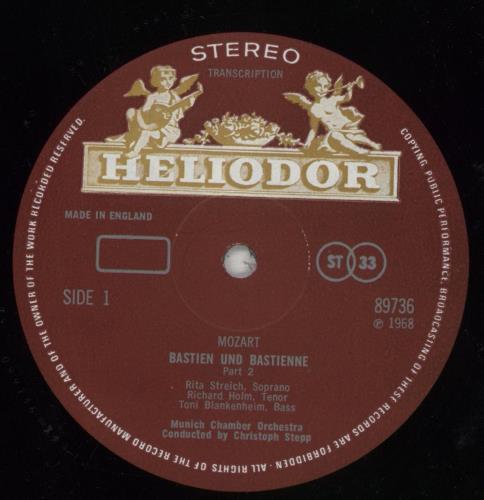 STEREO
TRANSCRIPTION
HELIODOR
MADE IN ENGLAND
ST 33
SIDE 1
89736
℗ 1968
MOZART
BASTIEN UND BASTIENNE
Part 2
Rita Streich, Soprano
Richard Holm, Tenor
Toni Blankenheim, Bass
Munich Chamber Orchestra
Conducted by Christoph Stepp
COPYING, PUBLIC PERFORMANCE, BROADCASTING OF THESE RECORDS ARE FORBIDDEN · ALL RIGHTS OF THE RECORD MANUFACTURER AND OF THE OWNER OF THE WORK RECORDED RESERVED.